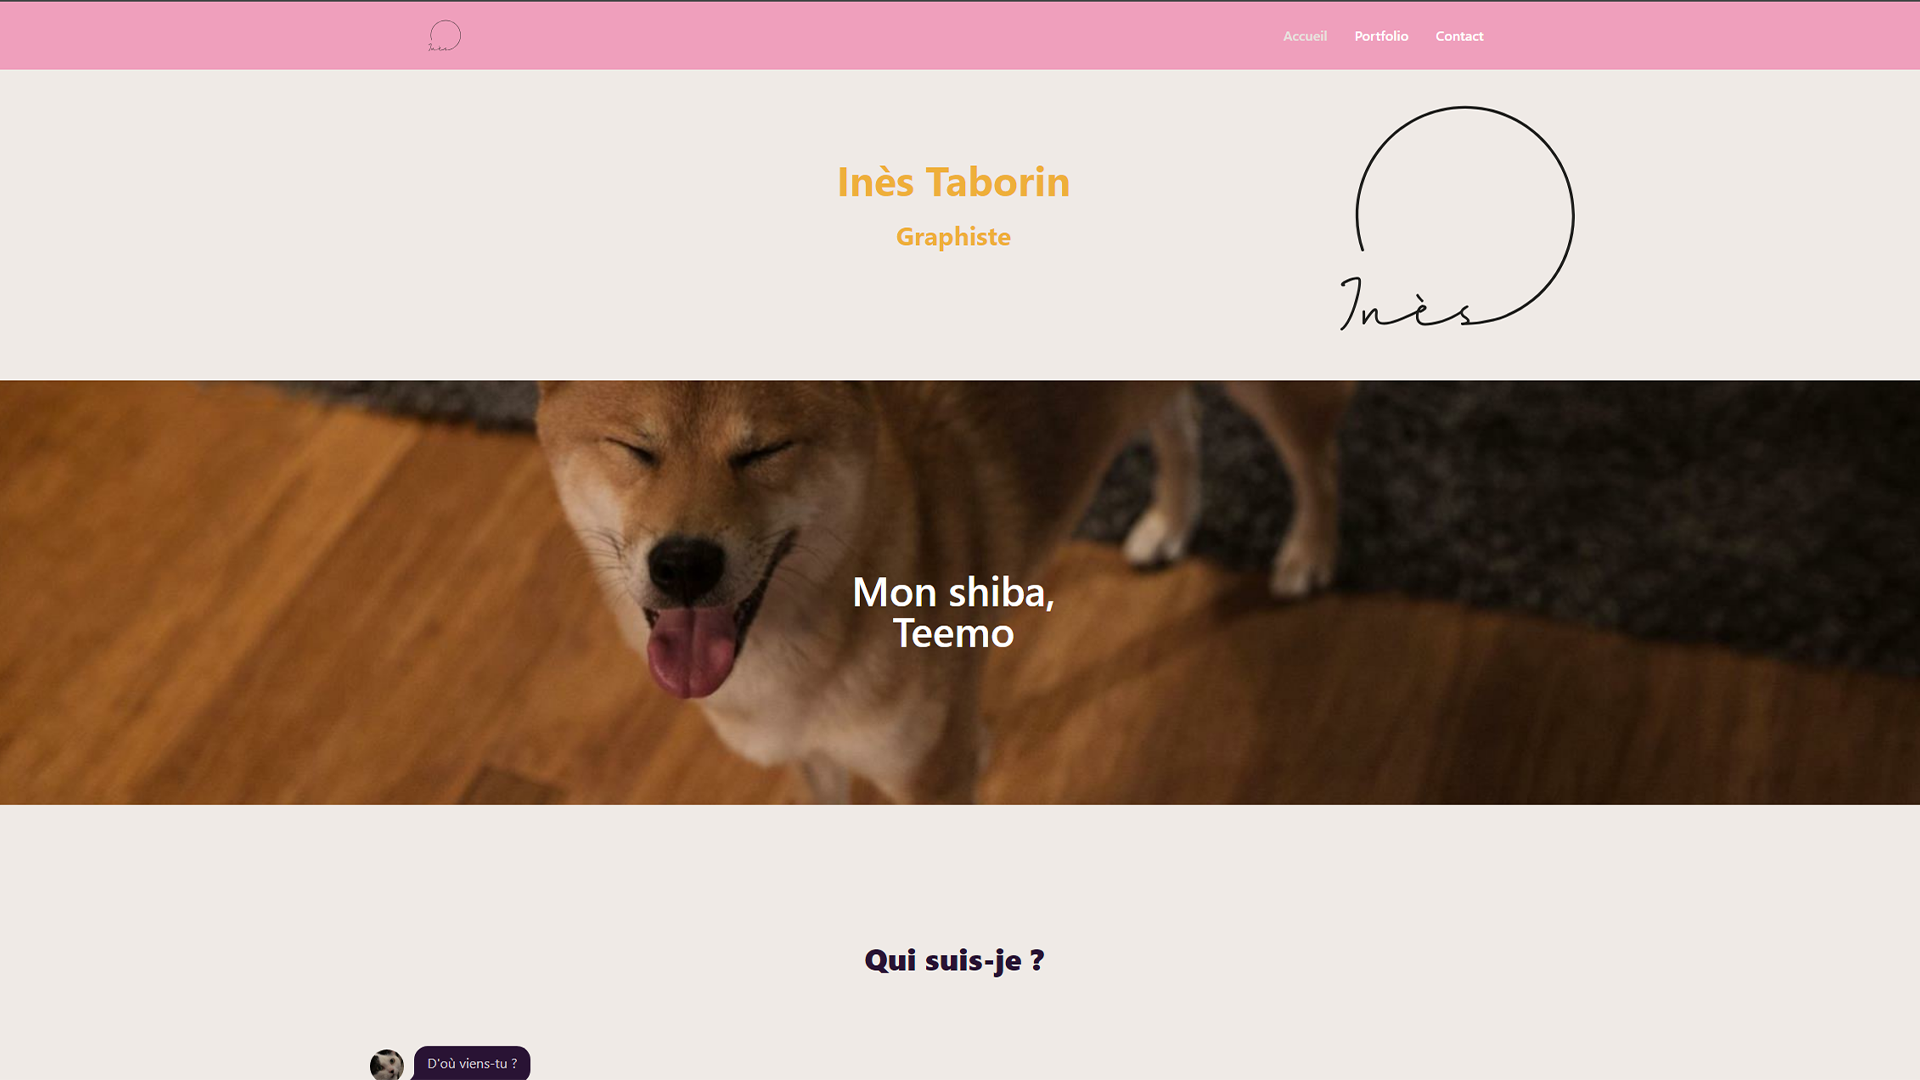 Inès
Accueil
Portfolio
Contact
Inès Taborin
Graphiste
Inès
Mon shiba,
Teemo
Qui suis-je ?
D'où viens-tu ?